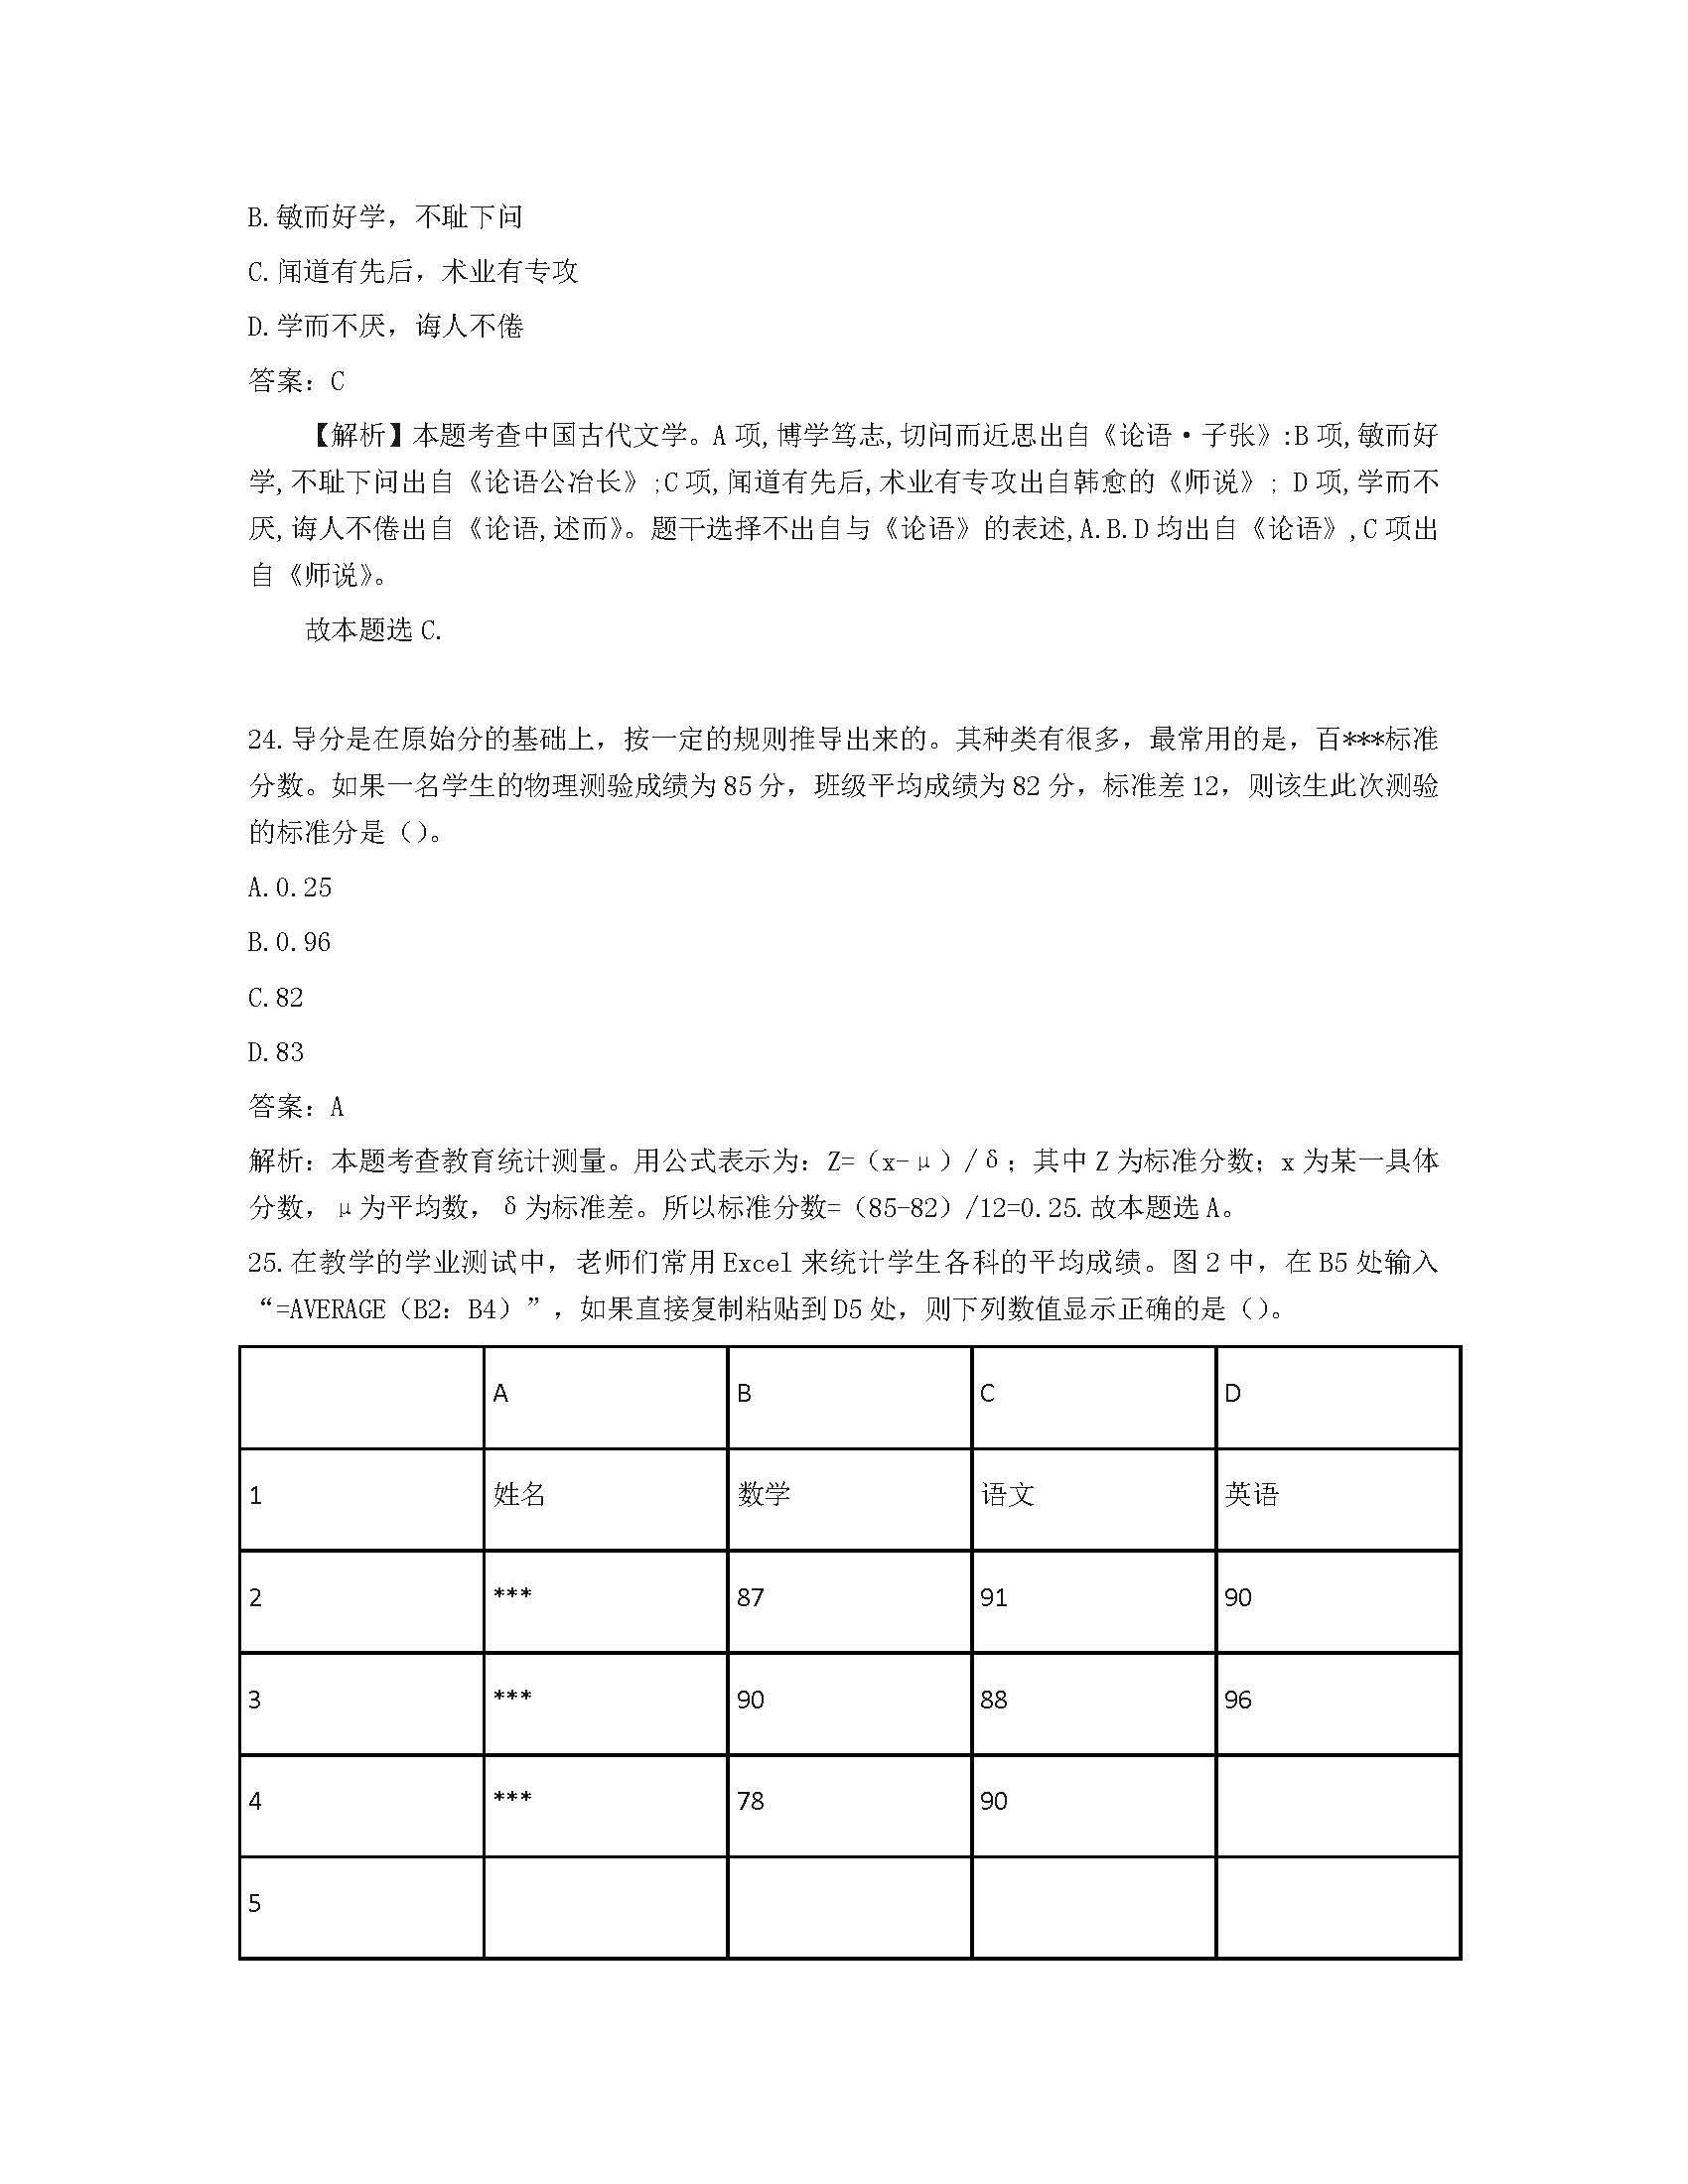 B.敏而好学，不耻下问
C.闻道有先后，术业有专攻
D.学而不厌，诲人不倦
答案：C
【解析】本题考查中国古代文学。A 项,博学笃志,切问而近思出自《论语·子张》:B 项,敏而好
学,不耻下问出自《论语公冶长》;C 项,闻道有先后,术业有专攻出自韩愈的《师说》; D 项,学而不
厌,诲人不倦出自《论语,述而》。题干选择不出自与《论语》的表述,A.B.D 均出自《论语》,C 项出
自《师说》。
故本题选 C.
24.导分是在原始分的基础上，按一定的规则推导出来的。其种类有很多，最常用的是，百***标准
分数。如果一名学生的物理测验成绩为 85 分，班级平均成绩为 82 分，标准差 12，则该生此次测验
的标准分是（）。
A.0.25
B.0.96
C.82
D.83
答案：A
解析：本题考查教育统计测量。用公式表示为：Z=（x-μ）/δ；其中 Z 为标准分数；x 为某一具体
分数，μ为平均数，δ为标准差。所以标准分数=（85-82）/12=0.25.故本题选 A。
25.在教学的学业测试中，老师们常用 Excel 来统计学生各科的平均成绩。图 2 中，在 B5 处输入
“=AVERAGE（B2：B4）”，如果直接复制粘贴到 D5 处，则下列数值显示正确的是（）。
A B C D
1 姓名 数学 语文 英语
2 *** 87 91 90
3 *** 90 88 96
4 *** 78 90
5